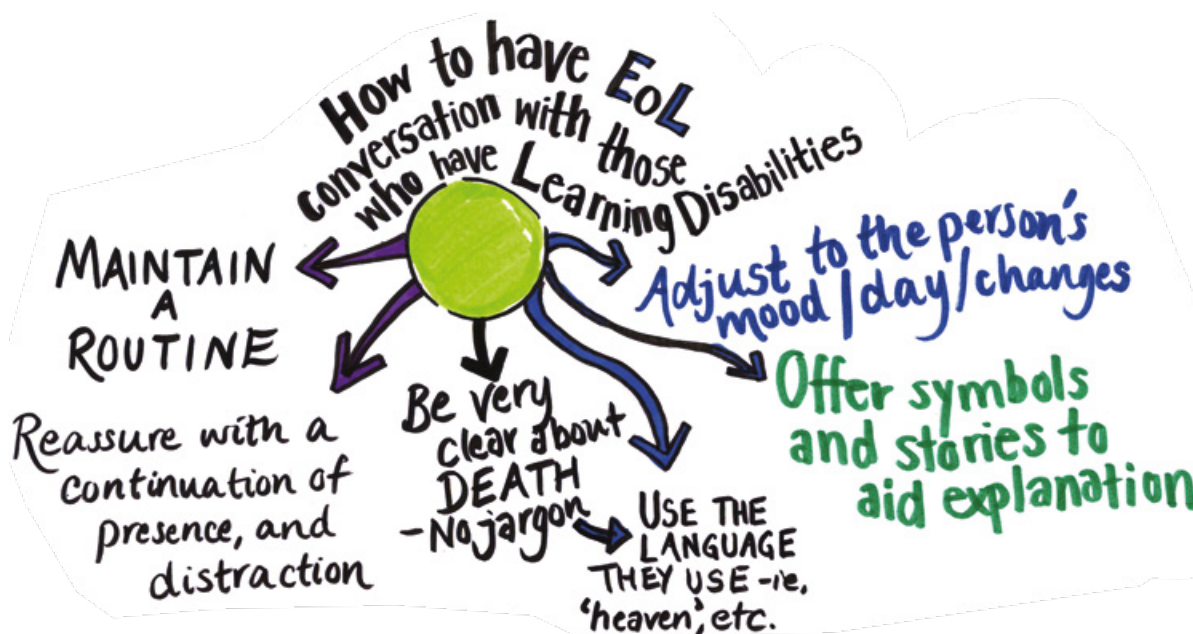 How to have EoL
conversation with those
who have Learning Disabilities
MAINTAIN
A
ROUTINE
Reassure with a
continuation of
presence, and
distraction
Be very
clear about
DEATH
- No jargon
USE THE
LANGUAGE
THEY USE - ie,
'heaven', etc.
Adjust to the person's
mood/day/changes
Offer symbols
and stories to
aid explanation